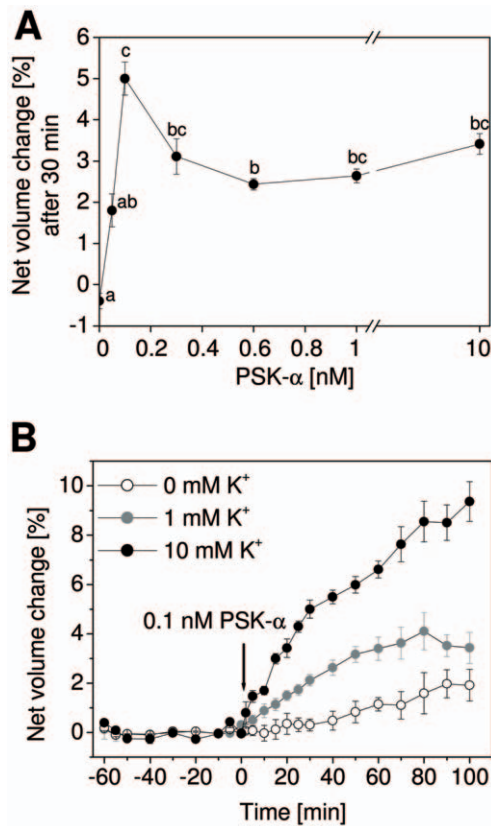 A
Net volume change [%]
after 30 min
6
5
4
3
2
1
0
-1
a
ab
c
bc
b
bc
bc
0 0.2 0.4 0.6 0.8 1 10
PSK-α [nM]
B
Net volume change [%]
10
8
6
4
2
0
0 mM K⁺
1 mM K⁺
10 mM K⁺
0.1 nM PSK-α
-60 -40 -20 0 20 40 60 80 100
Time [min]